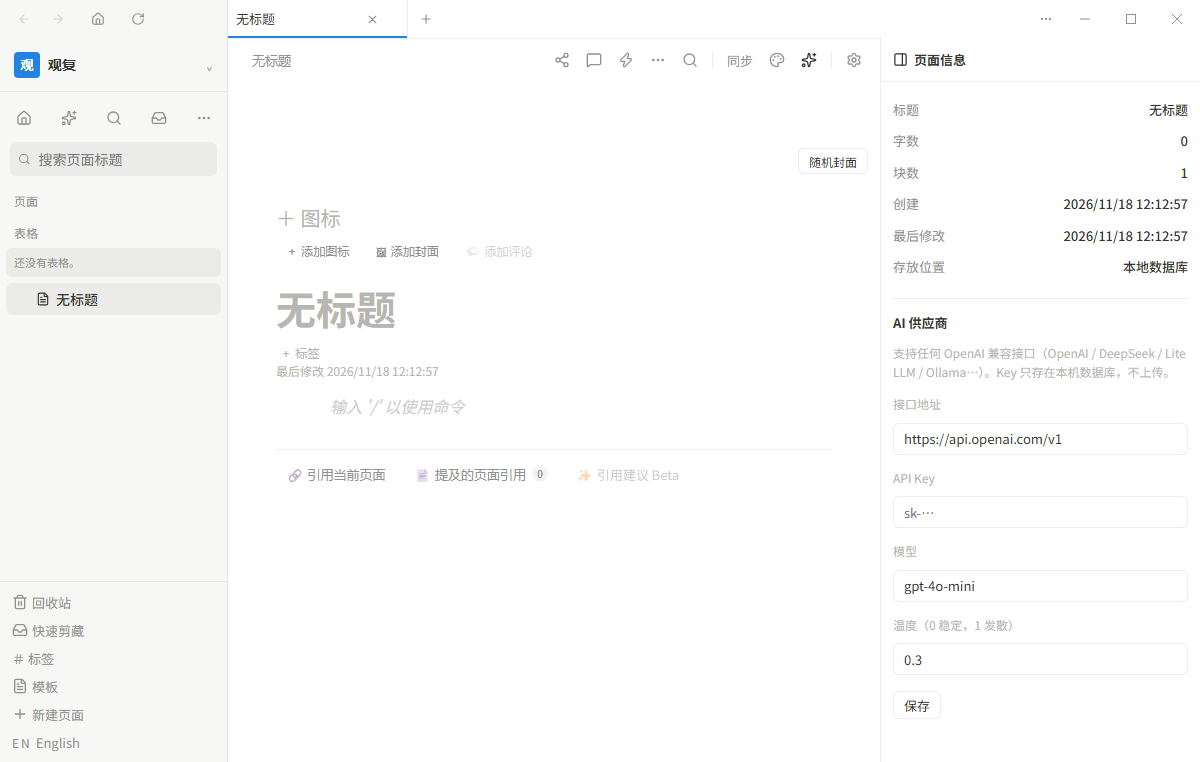 无标题
观 观复
搜索页面标题
页面
表格
还没有表格。
无标题
回收站
快速剪藏
# 标签
模板
新建页面
EN English
无标题
同步
随机封面
图标
+ 添加图标 添加封面 添加评论
无标题
+ 标签
最后修改 2026/11/18 12:12:57
输入 '/' 以使用命令
引用当前页面 提及的页面引用 0 引用建议 Beta
页面信息
标题 无标题
字数 0
块数 1
创建 2026/11/18 12:12:57
最后修改 2026/11/18 12:12:57
存放位置 本地数据库
AI 供应商
支持任何 OpenAI 兼容接口（OpenAI / DeepSeek / Lite
LLM / Ollama…）。Key 只存在本机数据库，不上传。
接口地址
https://api.openai.com/v1
API Key
sk-…
模型
gpt-4o-mini
温度（0 稳定，1 发散）
0.3
保存